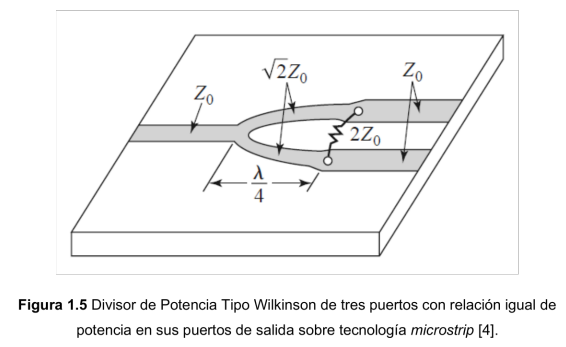 Z₀
√2Z₀
Z₀
2Z₀
λ
4
Figura 1.5 Divisor de Potencia Tipo Wilkinson de tres puertos con relación igual de
potencia en sus puertos de salida sobre tecnología microstrip [4].